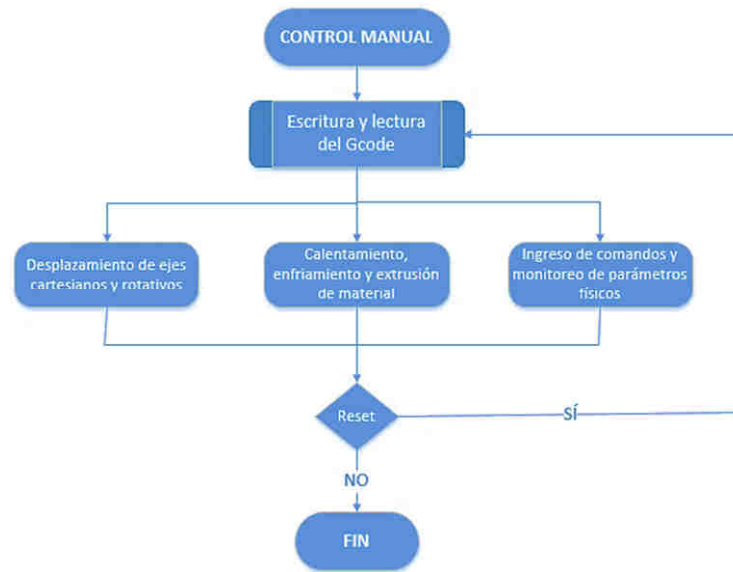 CONTROL MANUAL
Escritura y lectura
del Gcode
Desplazamiento de ejes
cartesianos y rotativos
Calentamiento,
enfriamiento y extrusión
de material
Ingreso de comandos y
monitoreo de parámetros
físicos
Reset
SÍ
NO
FIN